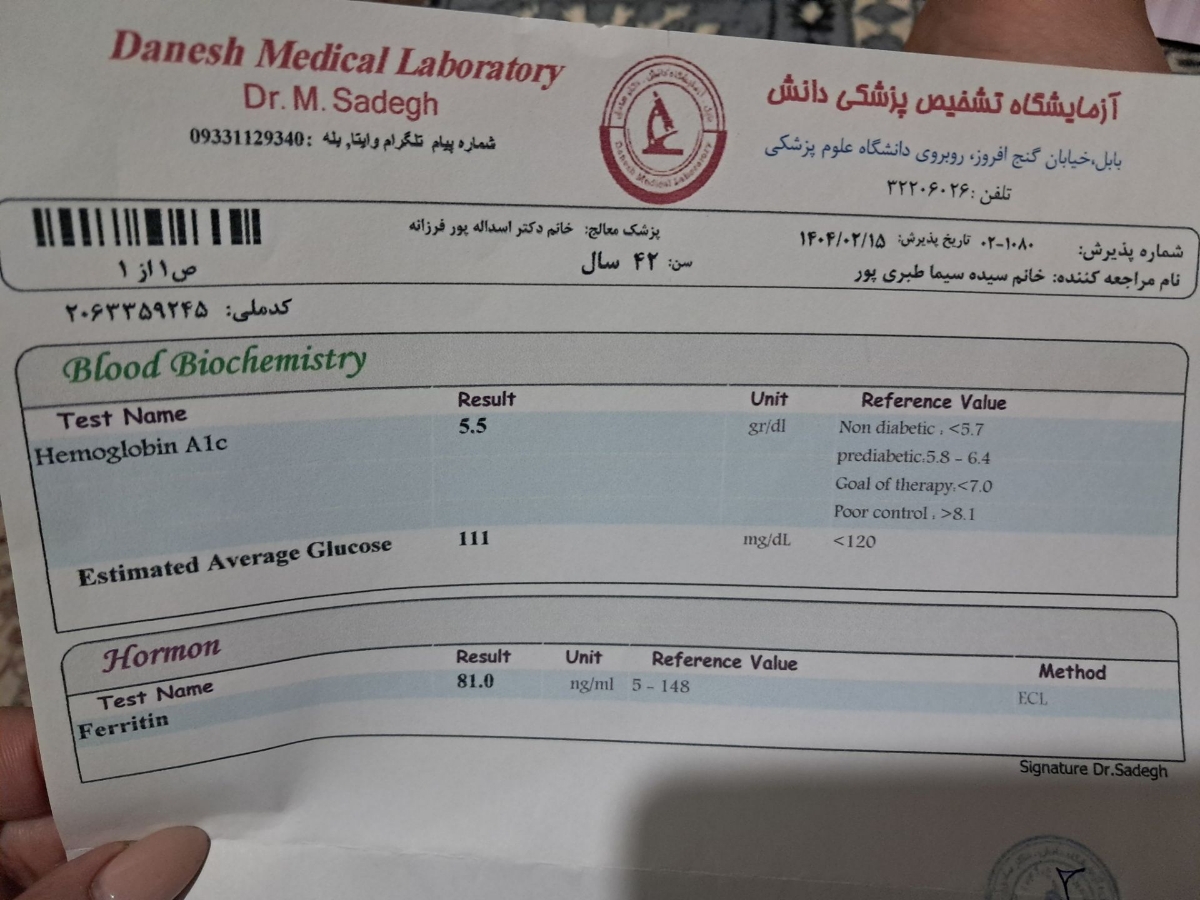 Danesh Medical Laboratory
Dr. M. Sadegh
شماره پیام تلگرام وایتا, بله : 09331129340
آزمایشگاه تشخیص پزشکی دانش
بابل،خیابان گنج افروز، روبروی دانشگاه علوم پزشکی
تلفن :۳۲۲۰۶۰۲۶
Danesh Medical Laboratory
شماره پذیرش: ۰۲-۱۰۸۰ تاریخ پذیرش: ۱۴۰۴/۰۲/۱۵
پزشک معالج: خانم دکتر اسداله پور فرزانه
نام مراجعه کننده: خانم سیده سیما طبری پور
سن: ۴۲ سال
ص۱ از ۱
کدملی: ۲۰۶۳۳۵۹۲۴۵
Blood Biochemistry
Test Name Result Unit Reference Value
Hemoglobin A1c 5.5 gr/dl Non diabetic : <5.7
prediabetic:5.8 - 6.4
Goal of therapy:<7.0
Poor control : >8.1
Estimated Average Glucose 111 mg/dL <120
Hormon
Test Name Result Unit Reference Value Method
Ferritin 81.0 ng/ml 5 - 148 ECL
Signature Dr.Sadegh